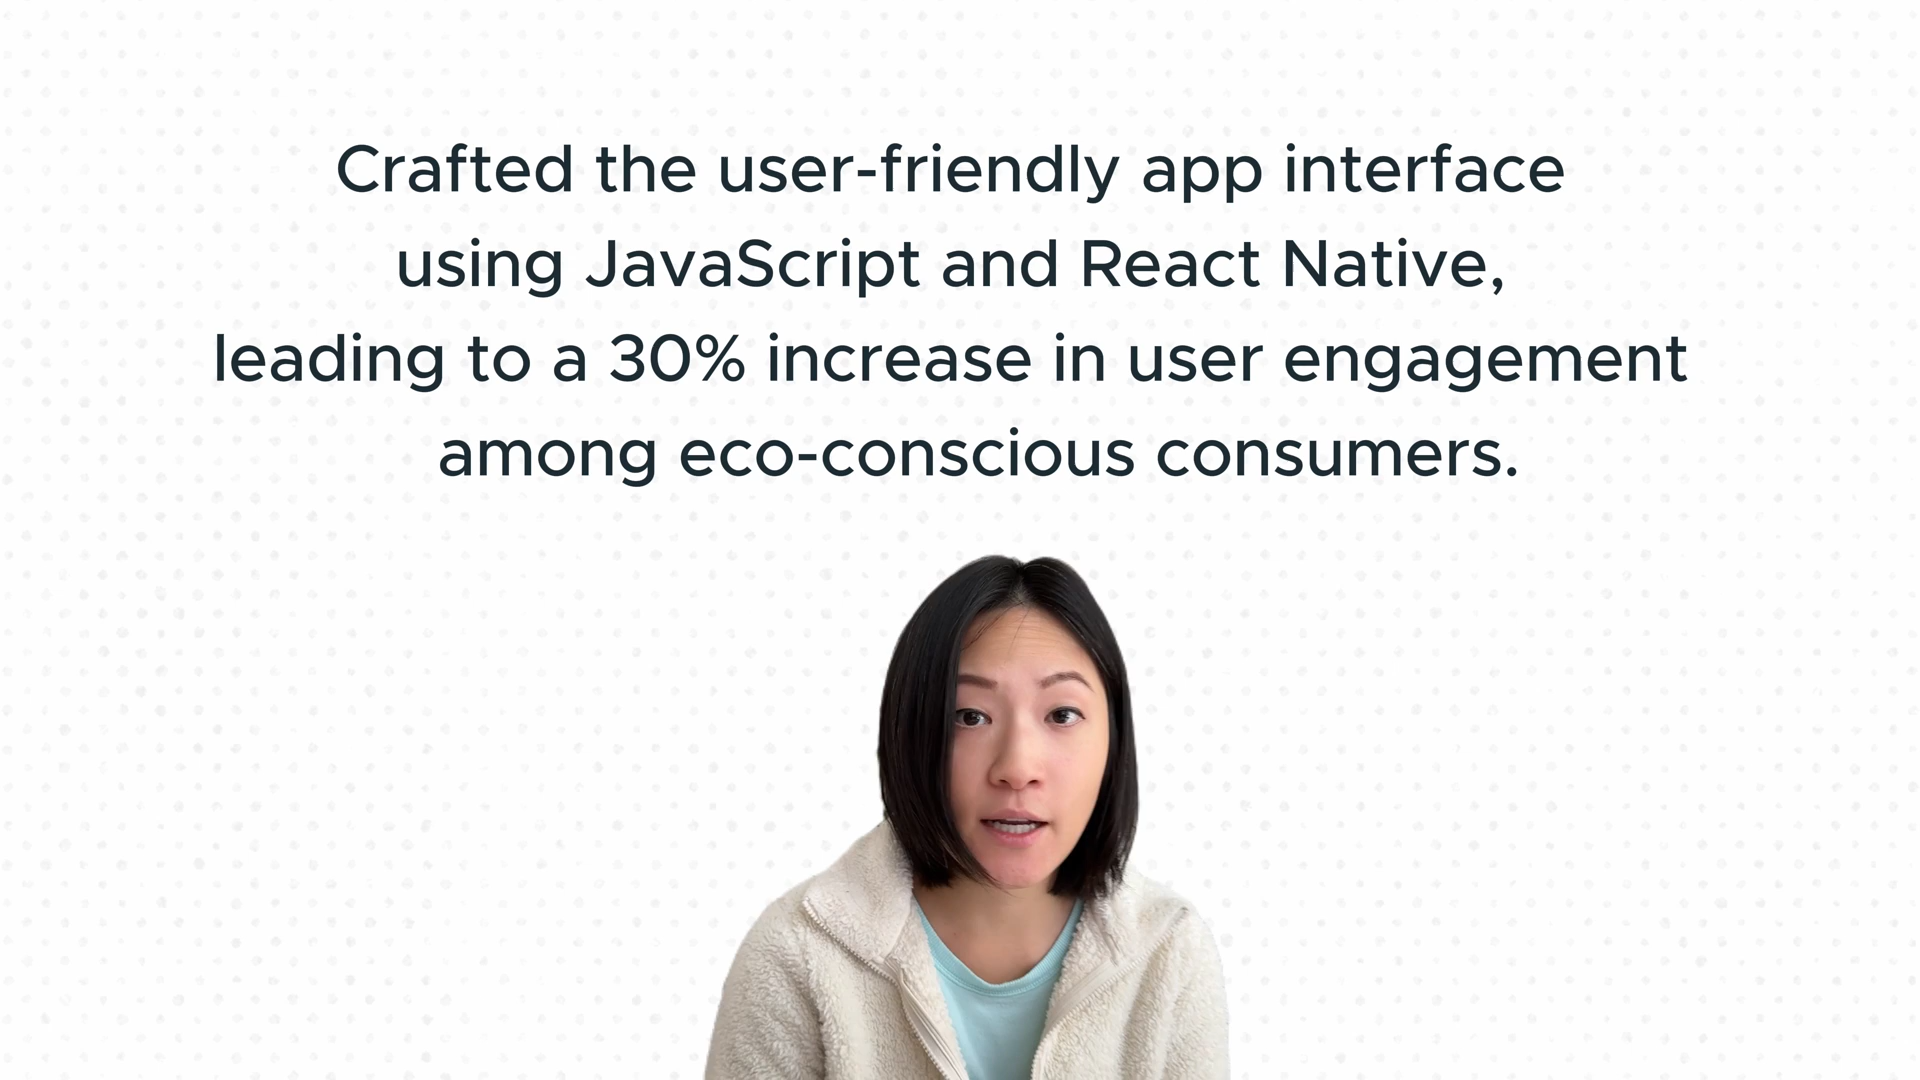 Crafted the user-friendly app interface
using JavaScript and React Native,
leading to a 30% increase in user engagement
among eco-conscious consumers.